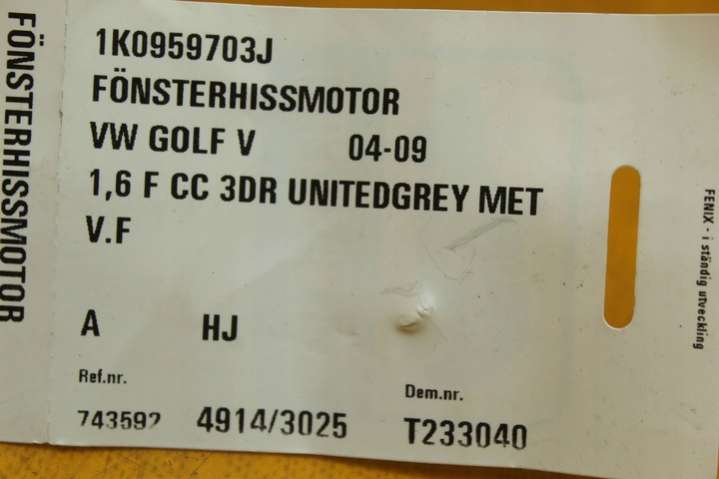 FÖNSTERHISSMOTOR
1K0959703J
FÖNSTERHISSMOTOR
VW GOLF V 04-09
1,6 F CC 3DR UNITEDGREY MET
V.F
A HJ
Ref.nr.
Dem.nr.
743592 4914/3025 T233040
FENIX - i ständig utveckling